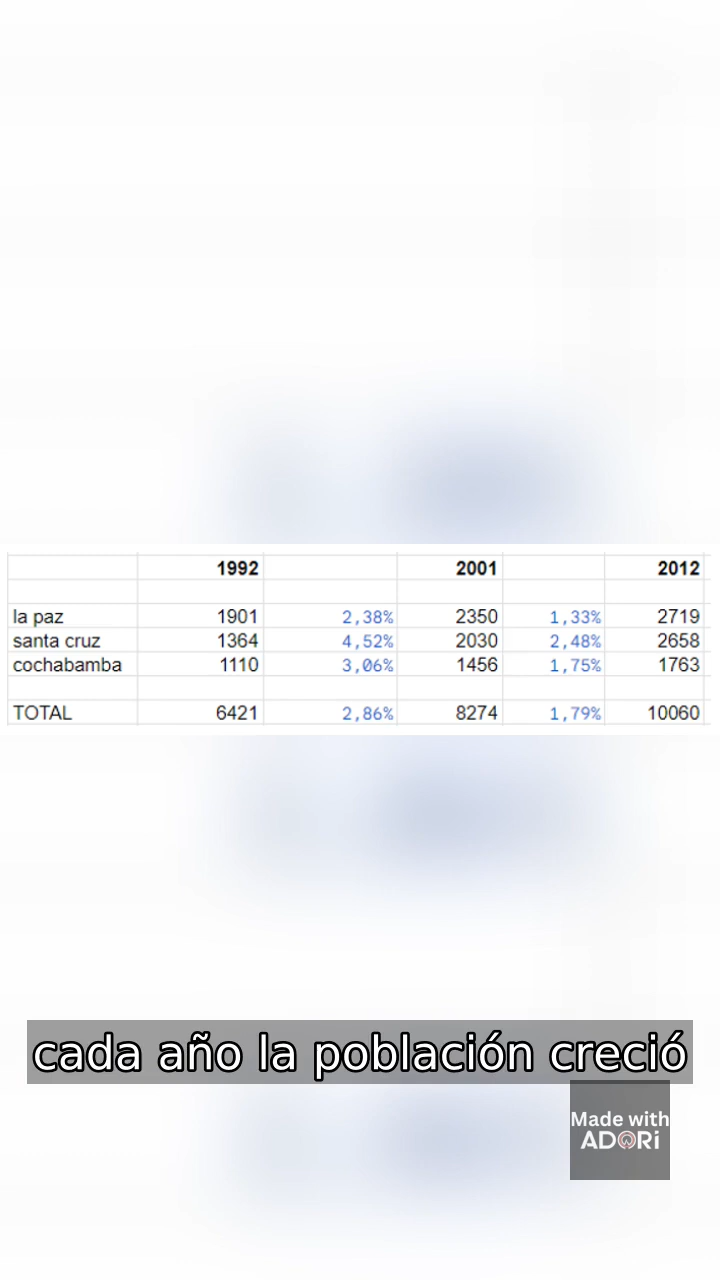 1992 2001 2012
la paz 1901 2,38% 2350 1,33% 2719
santa cruz 1364 4,52% 2030 2,48% 2658
cochabamba 1110 3,06% 1456 1,75% 1763
TOTAL 6421 2,86% 8274 1,79% 10060
cada año la población creció
Made with
ADORi